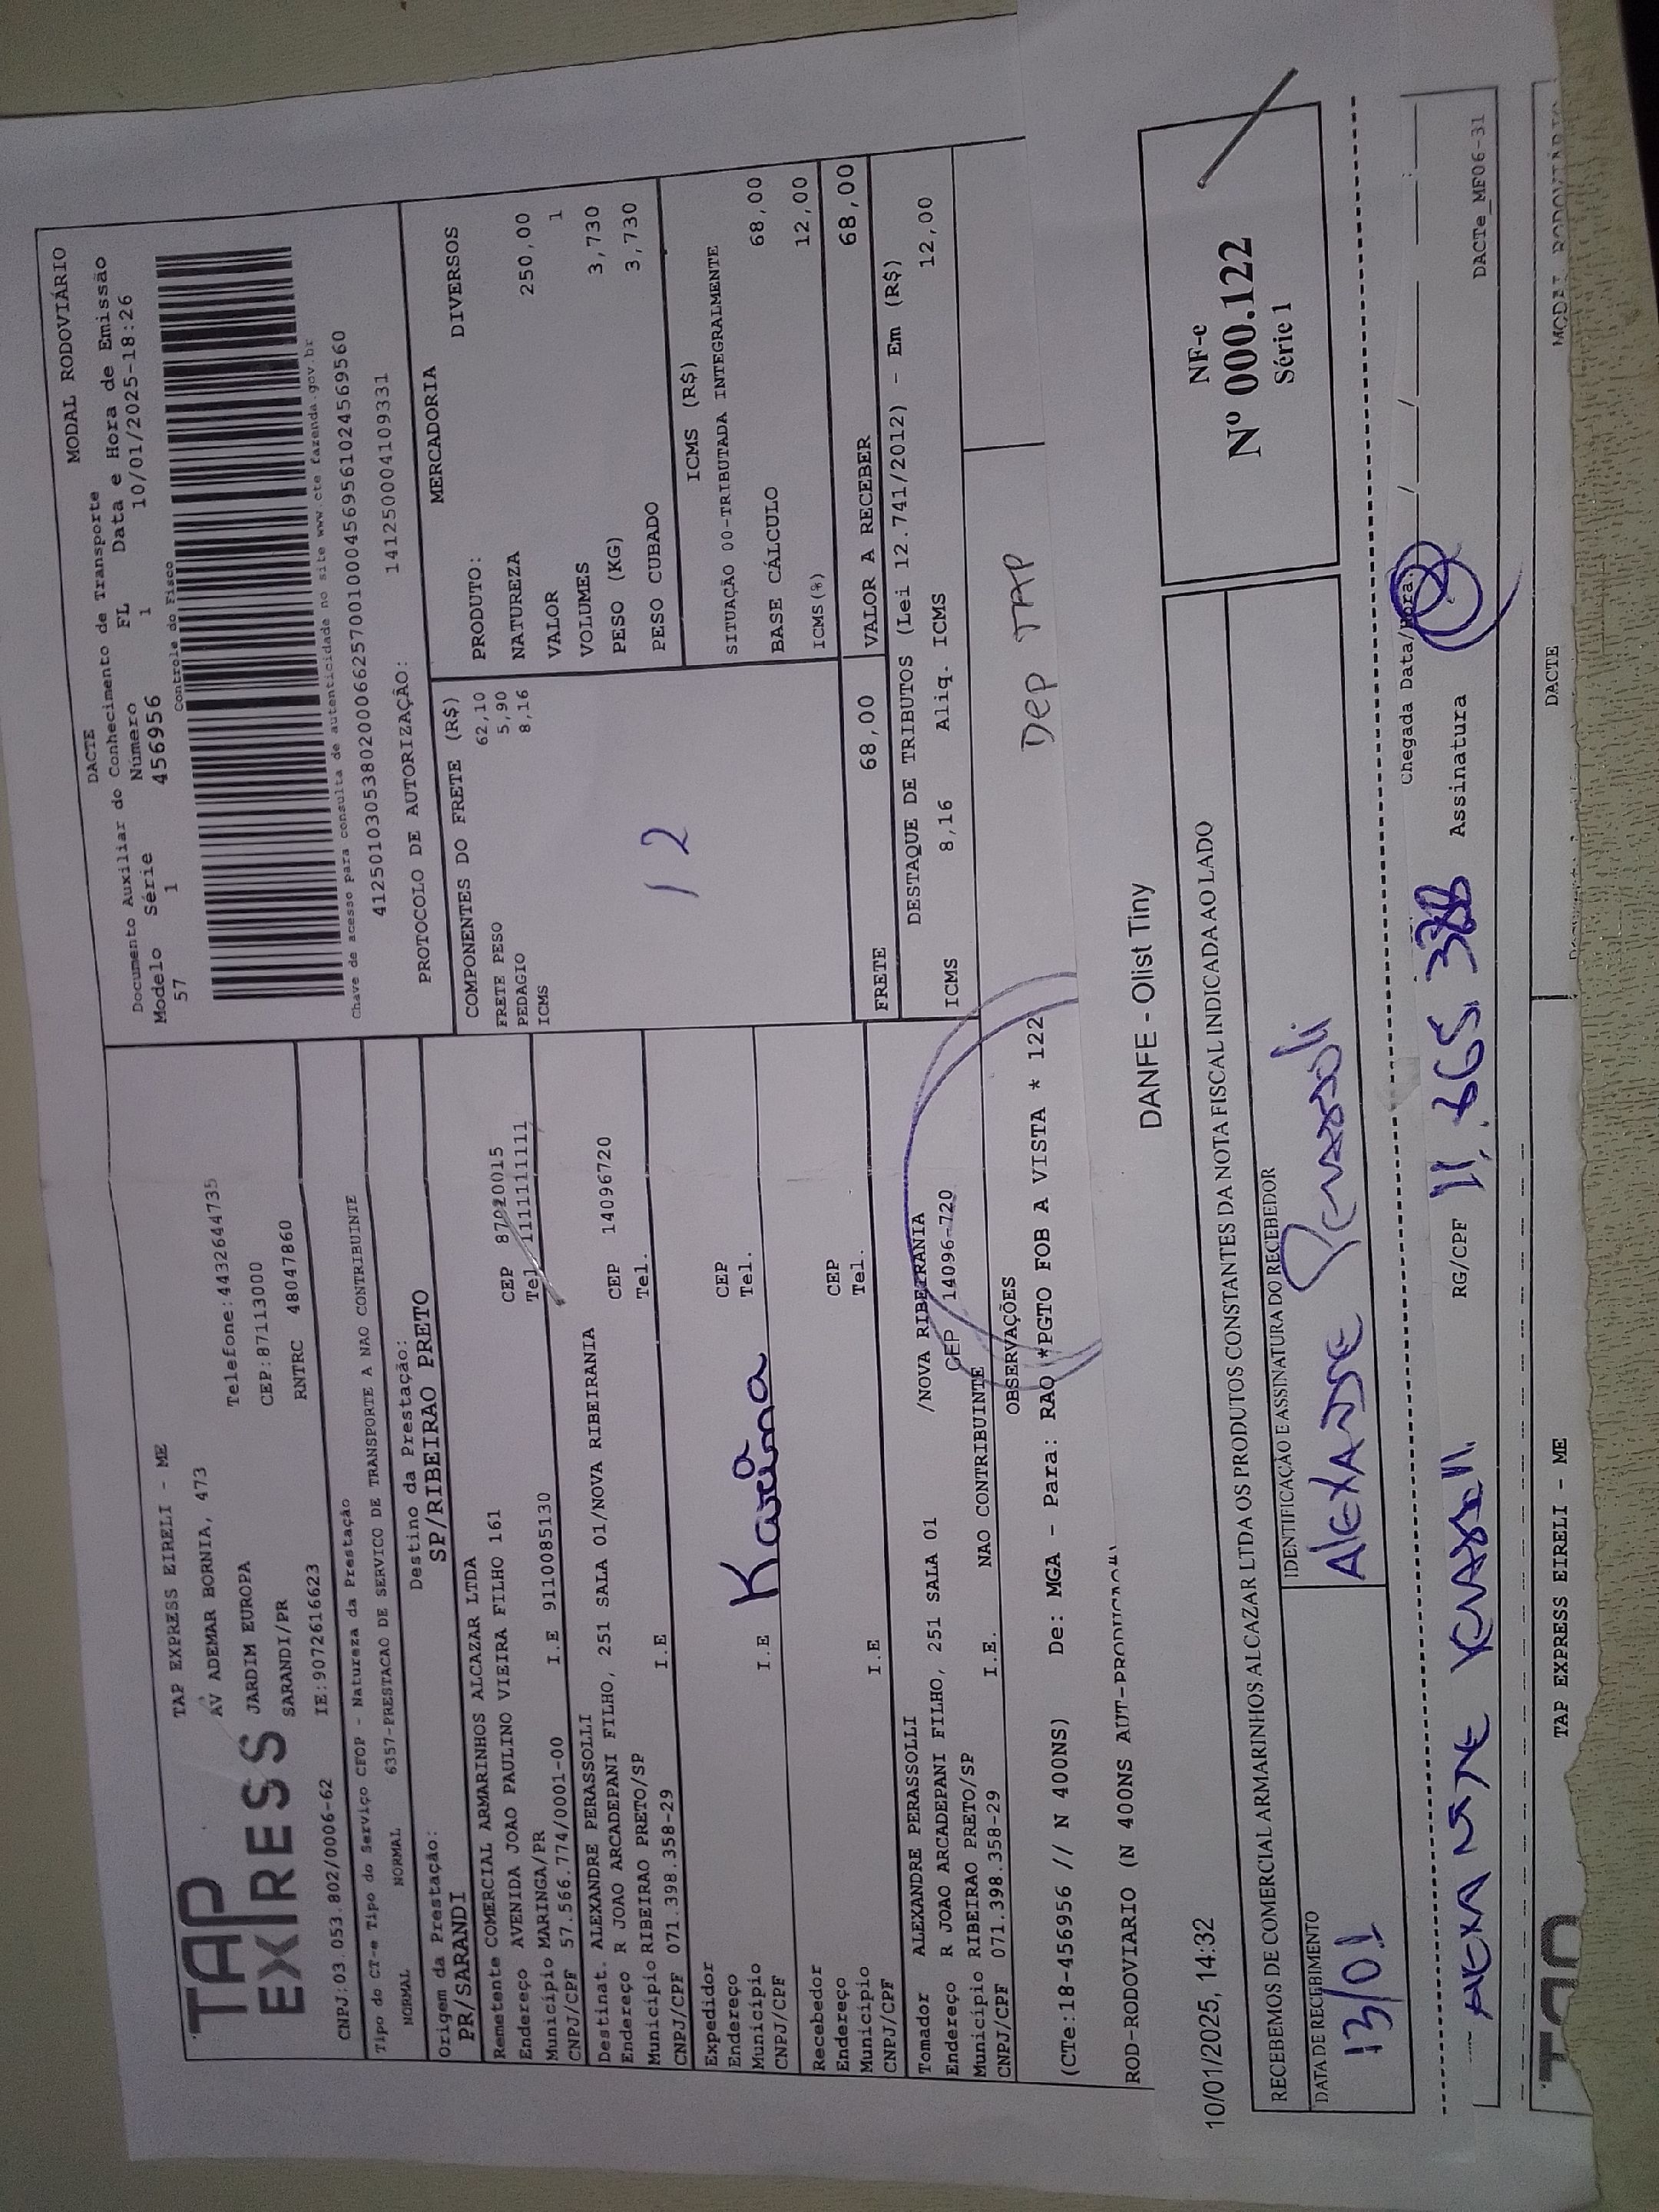 TAP
EXPRESS
TAP EXPRESS EIRELI - ME
AV ADEMAR BORNIA, 473
Telefone:4432644735
JARDIM EUROPA
CEP:87113000
SARANDI/PR
RNTRC 48047860
CNPJ:03.053.802/0006-62 IE:9072616623
Tipo do CT-e Tipo do Serviço CFOP - Natureza da Prestação
NORMAL NORMAL 6357-PRESTACAO DE SERVICO DE TRANSPORTE A NAO CONTRIBUINTE
Origem da Prestação: Destino da Prestação:
PR/SARANDI SP/RIBEIRAO PRETO
Remetente COMERCIAL ARMARINHOS ALCAZAR LTDA
Endereço AVENIDA JOAO PAULINO VIEIRA FILHO 161 CEP 87020015
Município MARINGA/PR Tel. 1111111111
CNPJ/CPF 57.566.774/0001-00 I.E 9110085130
Destinat. ALEXANDRE PERASSOLLI
Endereço R JOAO ARCADEPANI FILHO, 251 SALA 01/NOVA RIBEIRANIA CEP 14096720
Município RIBEIRAO PRETO/SP Tel.
CNPJ/CPF 071.398.358-29 I.E
Expedidor
Endereço CEP
Município Tel.
CNPJ/CPF I.E
Karina
Recebedor
Endereço CEP
Município Tel.
CNPJ/CPF I.E
Tomador ALEXANDRE PERASSOLLI
Endereço R JOAO ARCADEPANI FILHO, 251 SALA 01 /NOVA RIBEIRANIA
Município RIBEIRAO PRETO/SP CEP 14096-720
CNPJ/CPF 071.398.358-29 I.E. NAO CONTRIBUINTE
MODAL RODOVIÁRIO
DACTE
Documento Auxiliar do Conhecimento de Transporte
Modelo Série Número FL Data e Hora de Emissão
57 1 456956 1 10/01/2025-18:26
Controle do Fisco
Chave de acesso para consulta de autenticidade no site www.cte.fazenda.gov.br
41250103053802000662570010004569561024569560
PROTOCOLO DE AUTORIZAÇÃO: 141250004109331
COMPONENTES DO FRETE (R$)
FRETE PESO 62,10
PEDAGIO 5,90
ICMS 8,16
12
MERCADORIA
PRODUTO: DIVERSOS
NATUREZA
VALOR 250,00
VOLUMES 1
PESO (KG) 3,730
PESO CUBADO 3,730
ICMS (R$)
SITUAÇÃO 00-TRIBUTADA INTEGRALMENTE
BASE CÁLCULO 68,00
ICMS(%) 12,00
FRETE 68,00 VALOR A RECEBER 68,00
DESTAQUE DE TRIBUTOS (Lei 12.741/2012) - Em (R$)
ICMS 8,16 Aliq. ICMS 12,00
OBSERVAÇÕES
(CTe:18-456956 // N 400NS) De: MGA - Para: RAO **PGTO FOB A VISTA * 122
Dep TAP
ROD-RODOVIARIO (N 400NS
10/01/2025, 14:32 DANFE - Olist Tiny
RECEBEMOS DE COMERCIAL ARMARINHOS ALCAZAR LTDA OS PRODUTOS CONSTANTES DA NOTA FISCAL INDICADA AO LADO
DATA DE RECEBIMENTO IDENTIFICAÇÃO E ASSINATURA DO RECEBEDOR
13/01 ALEXANDRE Perassoli
NF-e
Nº 000.122
Série 1
Chegada Data/Hora: / / :
RG/CPF Assinatura
DACTe_MF06-31
TAP EXPRESS EIRELI - ME DACTE MODAL RODOVIÁRIO